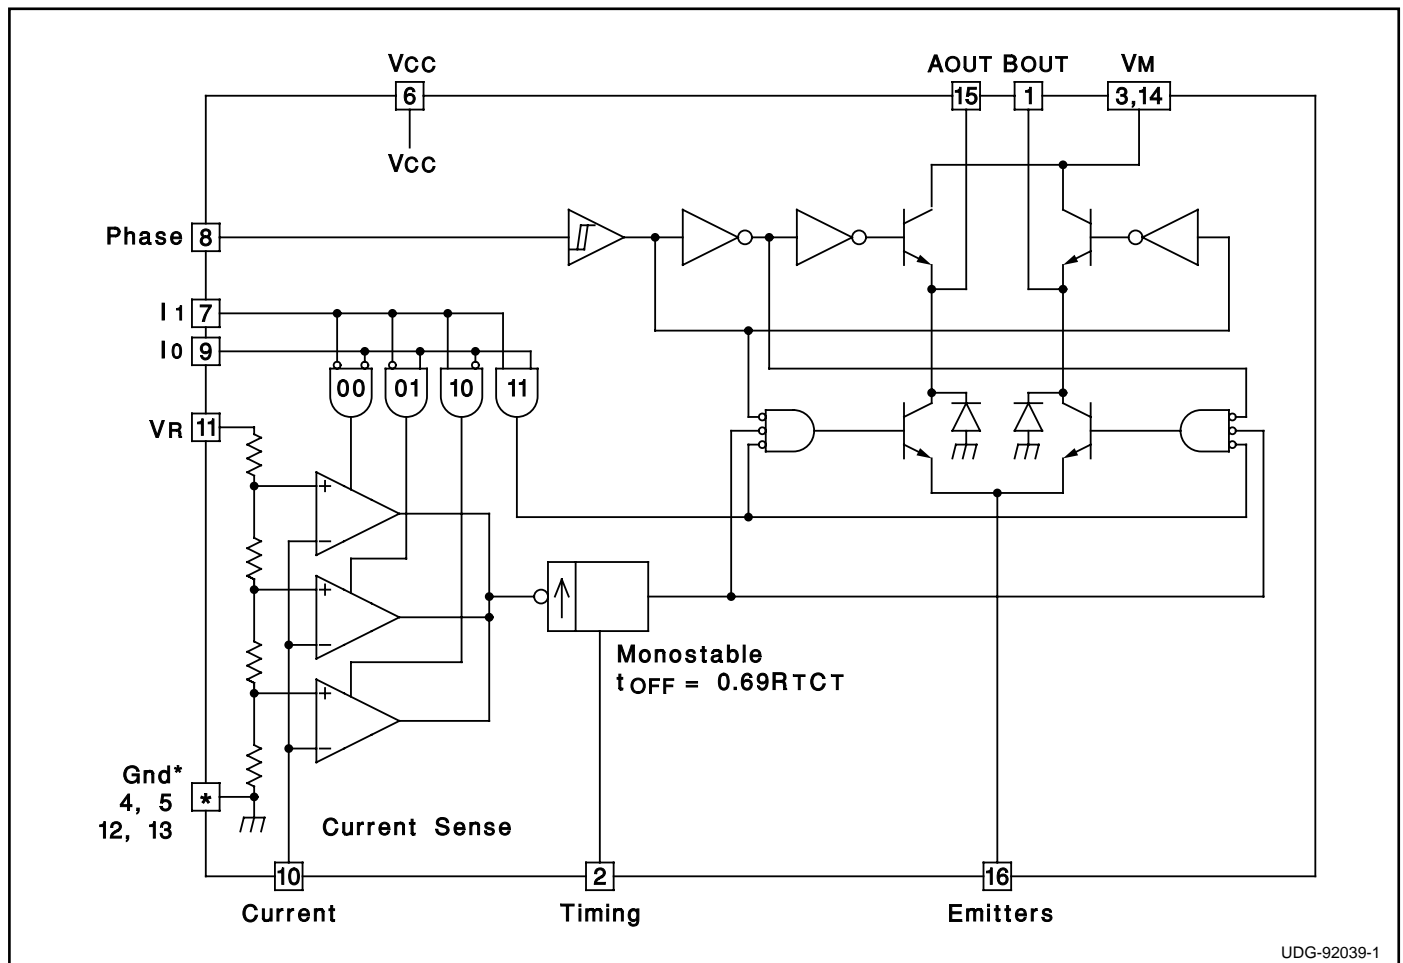 VCC
AOUT BOUT VM
6
15
1
3,14
VCC
Phase 8
I1 7
I0 9
00 01 10 11
VR 11
+
−
+
−
Monostable
tOFF = 0.69RTCT
+
−
Gnd*
4, 5
12, 13
*
Current Sense
10
2
16
Current
Timing
Emitters
UDG-92039-1